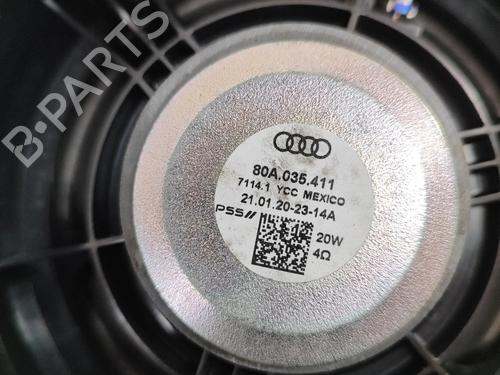 B-PARTS
80A.035.411
7114.1 YCC MEXICO
21.01.20-23-14A
PSS//
20W
4Ω